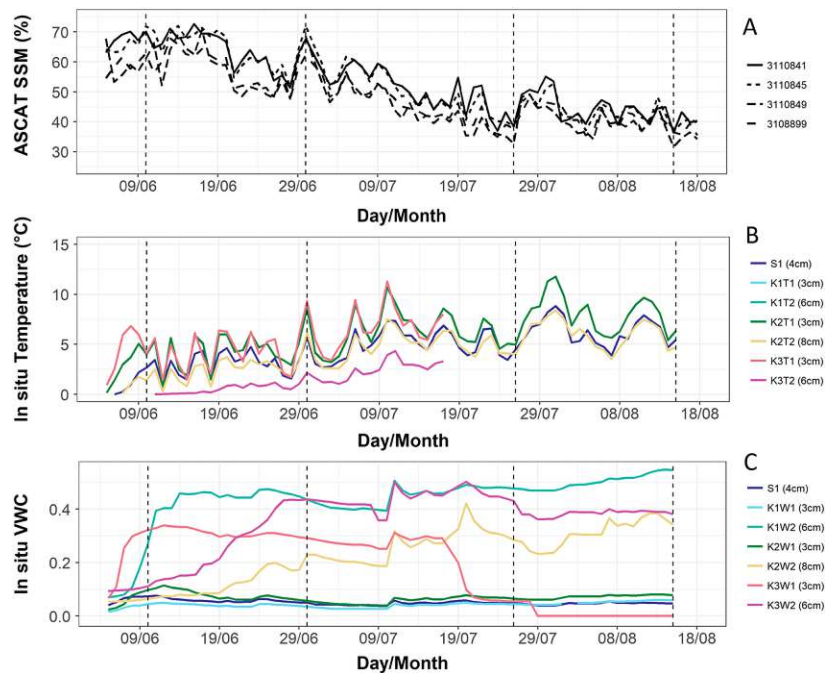 A
ASCAT SSM (%)
70
60
50
40
30
09/06 19/06 29/06 09/07 19/07 29/07 08/08 18/08
Day/Month
3110841
3110845
3110849
3108899
B
In situ Temperature (°C)
15
10
5
0
09/06 19/06 29/06 09/07 19/07 29/07 08/08 18/08
Day/Month
S1 (4cm)
K1T1 (3cm)
K1T2 (6cm)
K2T1 (3cm)
K2T2 (8cm)
K3T1 (3cm)
K3T2 (6cm)
C
In situ VWC
0.4
0.2
0.0
09/06 19/06 29/06 09/07 19/07 29/07 08/08 18/08
Day/Month
S1 (4cm)
K1W1 (3cm)
K1W2 (6cm)
K2W1 (3cm)
K2W2 (8cm)
K3W1 (3cm)
K3W2 (6cm)